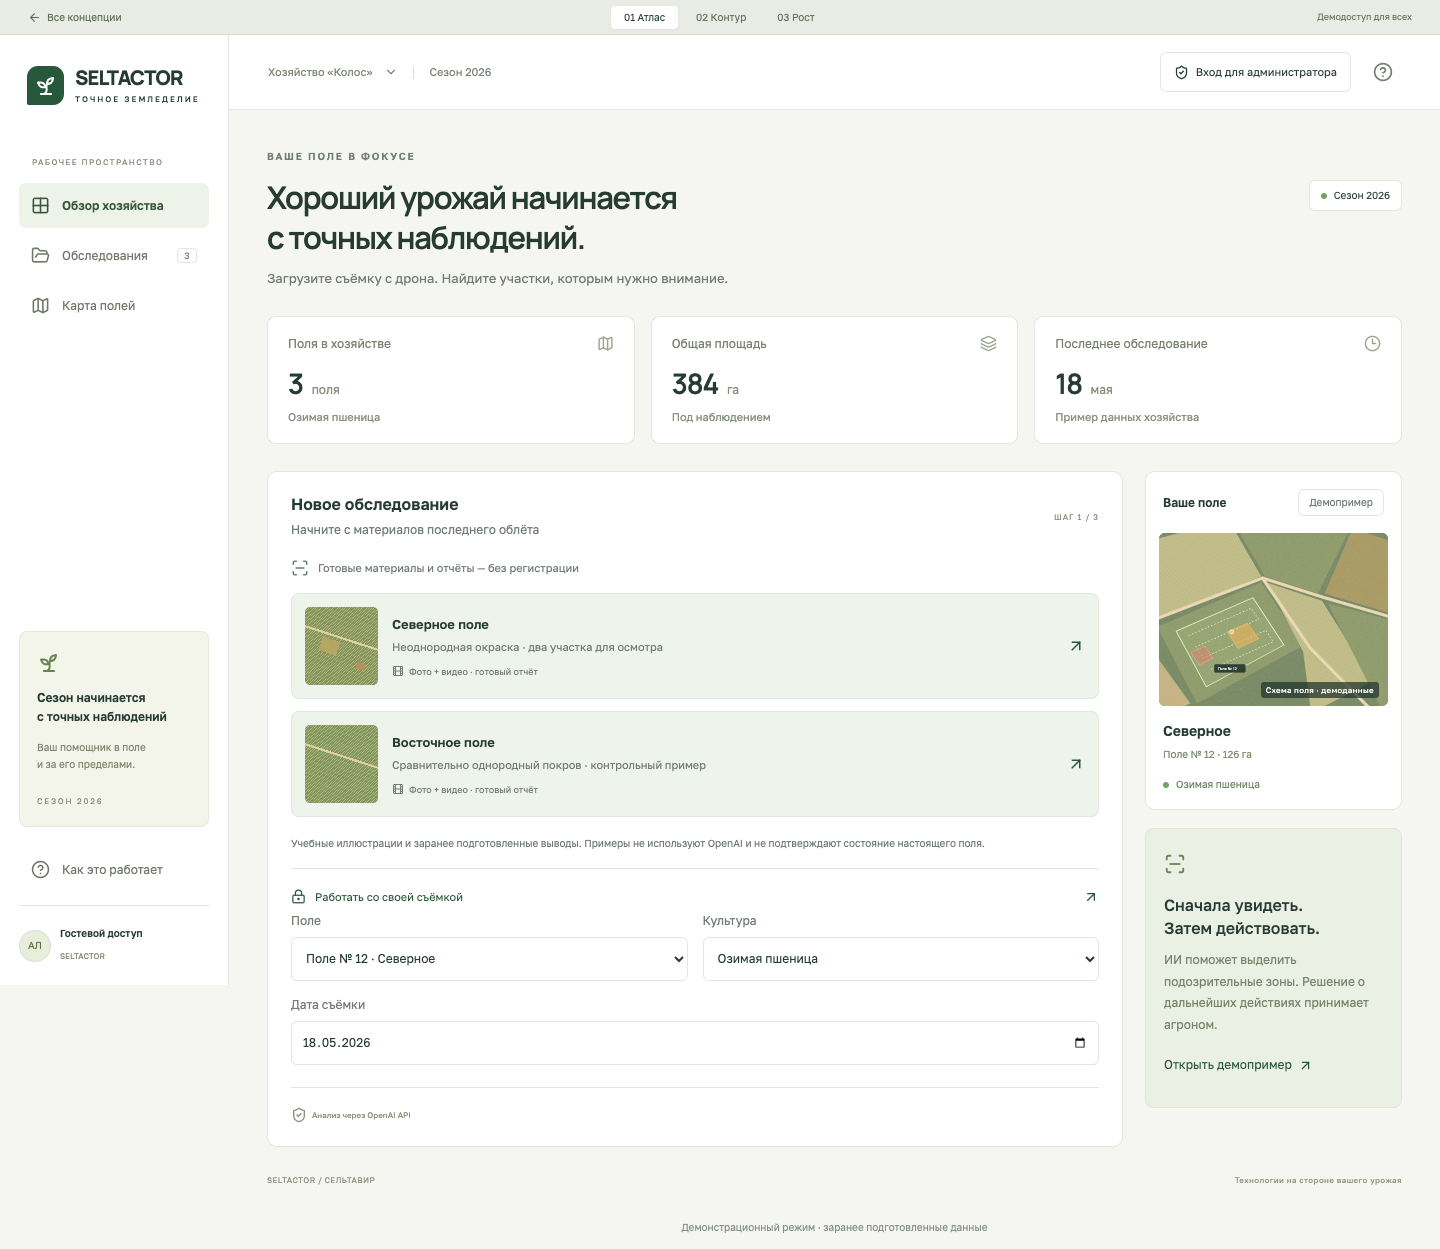 Все концепции
01 Атлас
02 Контур
03 Рост
Демодоступ для всех
SELTACTOR
ТОЧНОЕ ЗЕМЛЕДЕЛИЕ
Хозяйство «Колос»
Сезон 2026
Вход для администратора
РАБОЧЕЕ ПРОСТРАНСТВО
Обзор хозяйства
Обследования
3
Карта полей
ВАШЕ ПОЛЕ В ФОКУСЕ
Хороший урожай начинается
с точных наблюдений.
Сезон 2026
Загрузите съёмку с дрона. Найдите участки, которым нужно внимание.
Поля в хозяйстве
3 поля
Озимая пшеница
Общая площадь
384 га
Под наблюдением
Последнее обследование
18 мая
Пример данных хозяйства
Новое обследование
Начните с материалов последнего облёта
ШАГ 1 / 3
Готовые материалы и отчёты — без регистрации
Северное поле
Неоднородная окраска · два участка для осмотра
Фото + видео · готовый отчёт
Восточное поле
Сравнительно однородный покров · контрольный пример
Фото + видео · готовый отчёт
Учебные иллюстрации и заранее подготовленные выводы. Примеры не используют OpenAI и не подтверждают состояние настоящего поля.
Работать со своей съёмкой
Поле
Поле № 12 · Северное
Культура
Озимая пшеница
Дата съёмки
18.05.2026
Анализ через OpenAI API
Ваше поле
Демопример
Поле № 12
Схема поля · демоданные
Северное
Поле № 12 · 126 га
Озимая пшеница
Сначала увидеть.
Затем действовать.
ИИ поможет выделить
подозрительные зоны. Решение о
дальнейших действиях принимает
агроном.
Открыть демопример
Сезон начинается
с точных наблюдений
Ваш помощник в поле
и за его пределами.
СЕЗОН 2026
Как это работает
АЛ
Гостевой доступ
SELTACTOR
SELTACTOR / СЕЛЬТАВИР
Технологии на стороне вашего урожая
Демонстрационный режим · заранее подготовленные данные